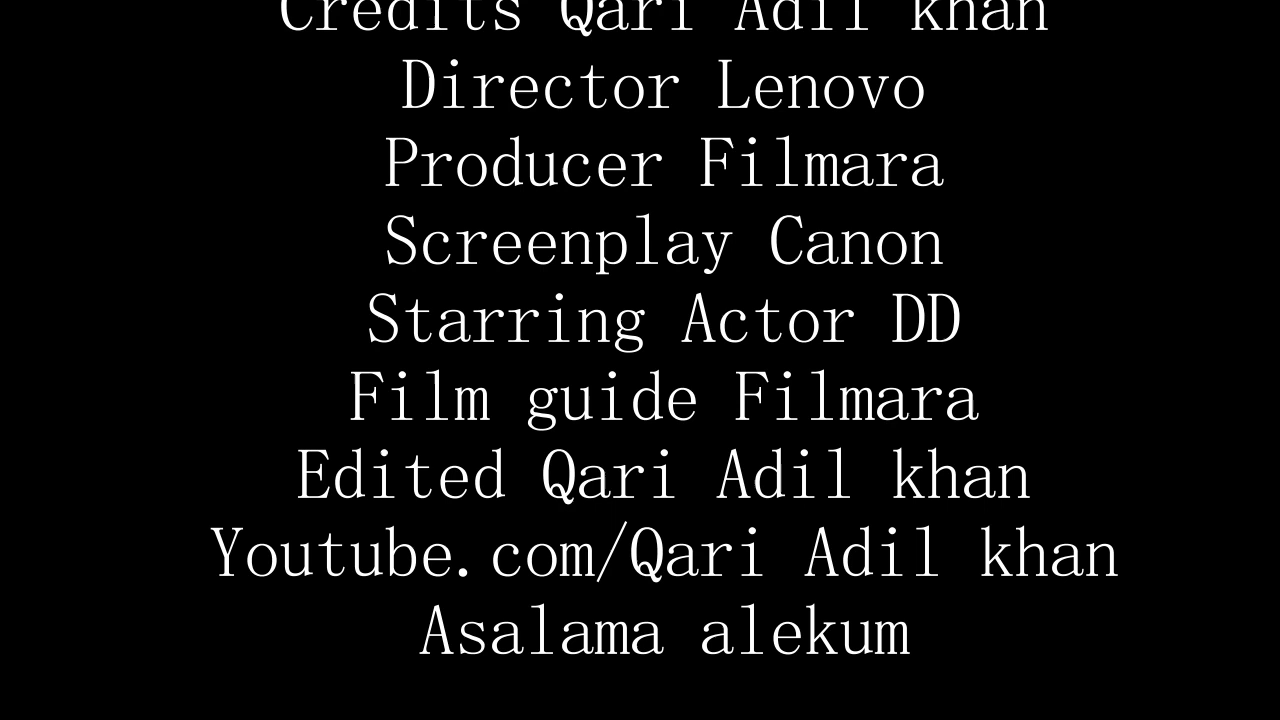 Credits Qari Adil khan
Director Lenovo
Producer Filmara
Screenplay Canon
Starring Actor DD
Film guide Filmara
Edited Qari Adil khan
Youtube.com/Qari Adil khan
Asalama alekum